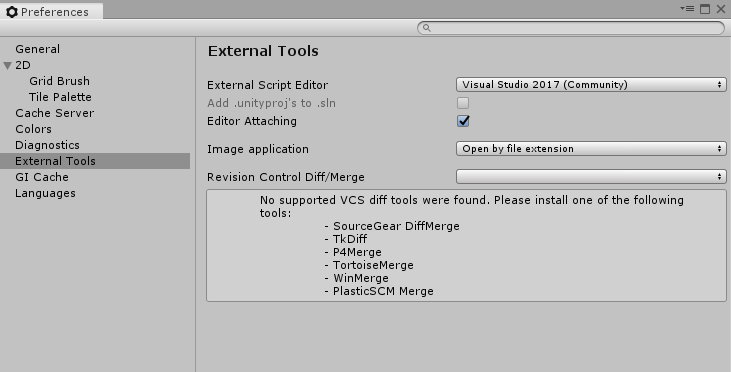 Preferences
General
2D
Grid Brush
Tile Palette
Cache Server
Colors
Diagnostics
External Tools
GI Cache
Languages
External Tools
External Script Editor
Visual Studio 2017 (Community)
Add .unityproj's to .sln
Editor Attaching
Image application
Open by file extension
Revision Control Diff/Merge
No supported VCS diff tools were found. Please install one of the following
tools:
- SourceGear DiffMerge
- TkDiff
- P4Merge
- TortoiseMerge
- WinMerge
- PlasticSCM Merge